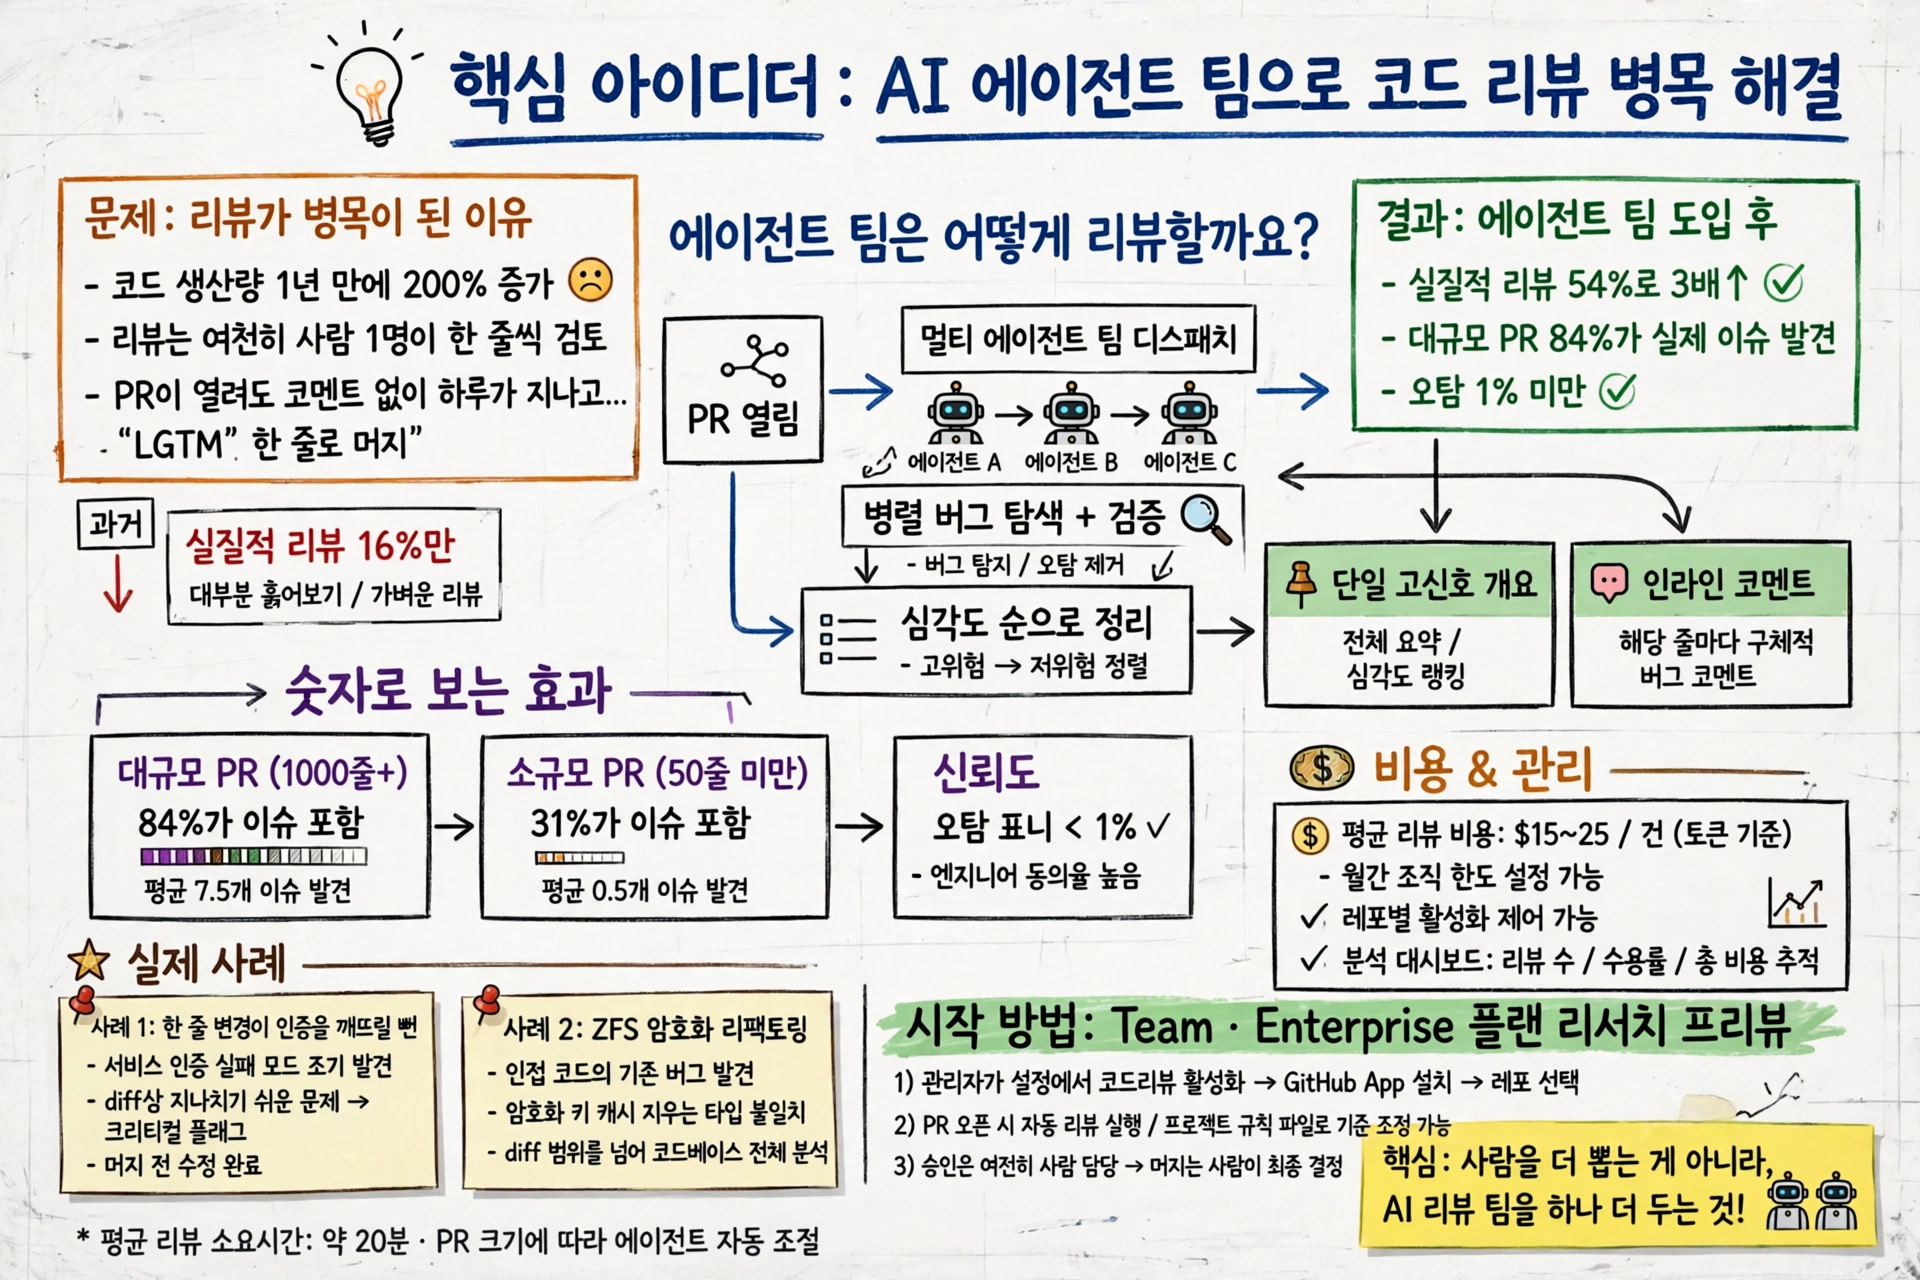 핵심 아이디더 : AI 에이전트 팀으로 코드 리뷰 병목 해결
문제 : 리뷰가 병목이 된 이유
- 코드 생산량 1년 만에 200% 증가
- 리뷰는 여천히 사람 1명이 한 줄씩 검토
- PR이 열려도 코멘트 없이 하루가 지나고...
- “LGTM” 한 줄로 머지”
과거
실질적 리뷰 16%만
대부분 훑어보기 / 가벼운 리뷰
에이전트 팀은 어떻게 리뷰할까요?
PR 열림
멀티 에이전트 팀 디스패치
에이전트 A 에이전트 B 에이전트 C
병렬 버그 탐색 + 검증
- 버그 탐지 / 오탐 제거
심각도 순으로 정리
- 고위험 → 저위험 정렬
결과 : 에이전트 팀 도입 후
- 실질적 리뷰 54%로 3배↑
- 대규모 PR 84%가 실제 이슈 발견
- 오탐 1% 미만
단일 고신호 개요
전체 요약 /
심각도 랭킹
인라인 코멘트
해당 줄마다 구체적
버그 코멘트
숫자로 보는 효과
대규모 PR (1000줄+)
84%가 이슈 포함
평균 7.5개 이슈 발견
소규모 PR (50줄 미만)
31%가 이슈 포함
평균 0.5개 이슈 발견
신뢰도
오탐 표니 < 1% ✓
- 엔지니어 동의율 높음
$ 비용 & 관리
$ 평균 리뷰 비용: $15~25 / 건 (토큰 기준)
- 월간 조직 한도 설정 가능
✓ 레포별 활성화 제어 가능
✓ 분석 대시보드: 리뷰 수 / 수용률 / 총 비용 추적
실제 사례
사례 1: 한 줄 변경이 인증을 깨뜨릴 뻔
- 서비스 인증 실패 모드 조기 발견
- diff상 지나치기 쉬운 문제 →
크리티컬 플래그
- 머지 전 수정 완료
사례 2: ZFS 암호화 리팩토링
- 인접 코드의 기존 버그 발견
- 암호화 키 캐시 지우는 타입 불일치
- diff 범위를 넘어 코드베이스 전체 분석
시작 방법: Team · Enterprise 플랜 리서치 프리뷰
1) 관리자가 설정에서 코드리뷰 활성화 → GitHub App 설치 → 레포 선택
2) PR 오픈 시 자동 리뷰 실행 / 프로젝트 규칙 파일로 기준 조정 가능
3) 승인은 여전히 사람 담당 → 머지는 사람이 최종 결정
핵심 : 사람을 더 뽑는 게 아니라,
AI 리뷰 팀을 하나 더 두는 것!
* 평균 리뷰 소요시간: 약 20분 · PR 크기에 따라 에이전트 자동 조절